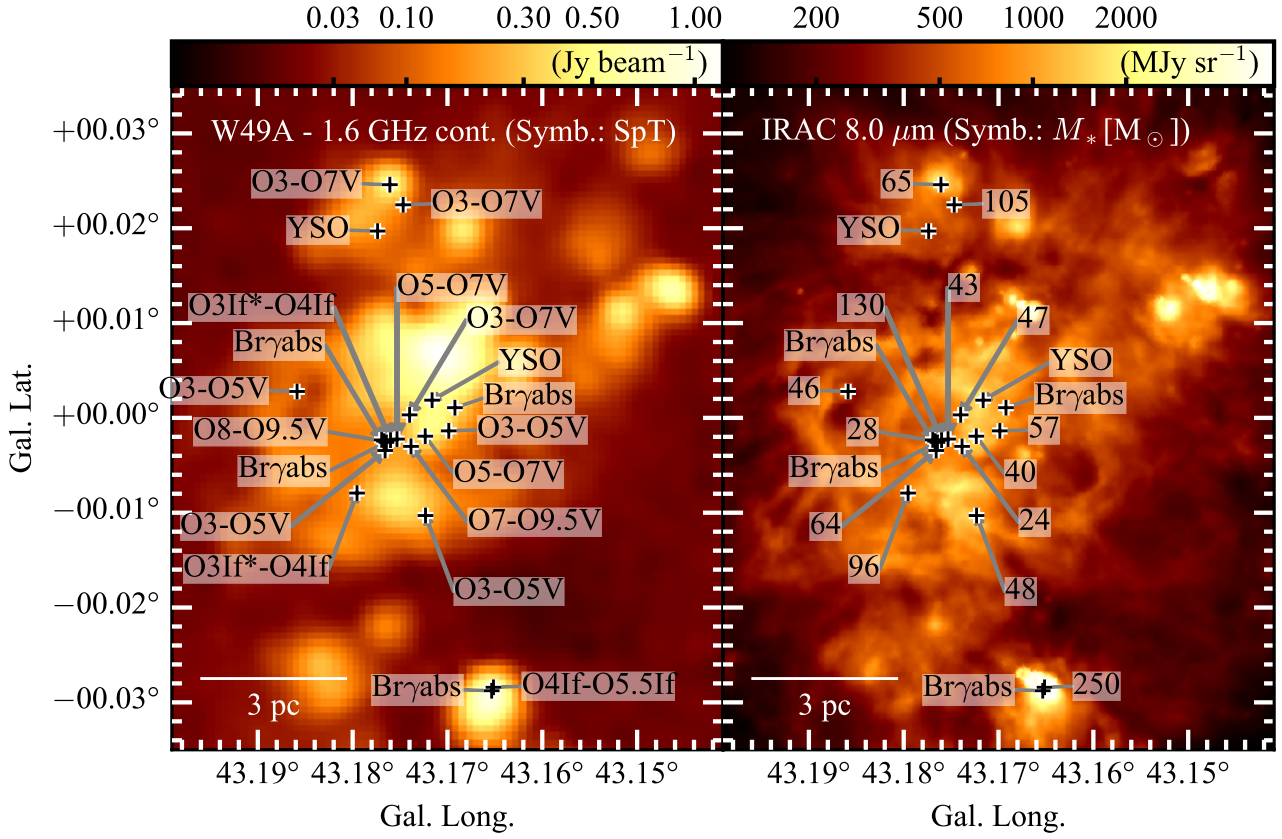 0.03 0.10 0.30 0.50 1.00
(Jy beam⁻¹)
W49A - 1.6 GHz cont. (Symb.: SpT)
O3-O7V
O3-O7V
YSO
O5-O7V
O3If*-O4If
O3-O7V
Brγabs
YSO
O3-O5V
Brγabs
O8-O9.5V
O3-O5V
Brγabs
O5-O7V
O3-O5V
O7-O9.5V
O3If*-O4If
O3-O5V
Brγabs
O4If-O5.5If
3 pc
+00.03°
+00.02°
+00.01°
+00.00°
−00.01°
−00.02°
−00.03°
Gal. Lat.
43.19° 43.18° 43.17° 43.16° 43.15°
Gal. Long.
200 500 1000 2000
(MJy sr⁻¹)
IRAC 8.0 μm (Symb.: M* [M⊙])
65
105
YSO
43
130
47
Brγabs
YSO
46
Brγabs
28
57
Brγabs
40
64
24
96
48
Brγabs
250
3 pc
43.19° 43.18° 43.17° 43.16° 43.15°
Gal. Long.